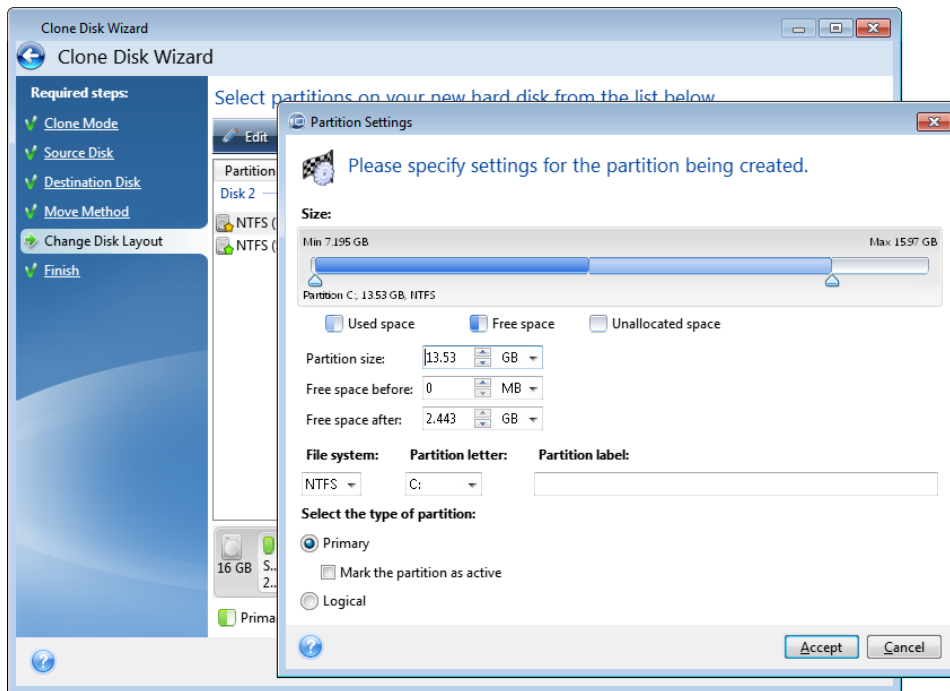 Clone Disk Wizard
Clone Disk Wizard
Required steps:
Clone Mode
Source Disk
Destination Disk
Move Method
Change Disk Layout
Finish
Select partitions on your new hard disk from the list below
Edit
Partition
Disk 2
NTFS (
NTFS (
16 GB S...
2...
Prima
Partition Settings
Please specify settings for the partition being created.
Size:
Min 7.195 GB Max 15.97 GB
Partition C:, 13.53 GB, NTFS
Used space Free space Unallocated space
Partition size: 13.53 GB
Free space before: 0 MB
Free space after: 2.443 GB
File system: Partition letter: Partition label:
NTFS C:
Select the type of partition:
Primary
Mark the partition as active
Logical
Accept Cancel